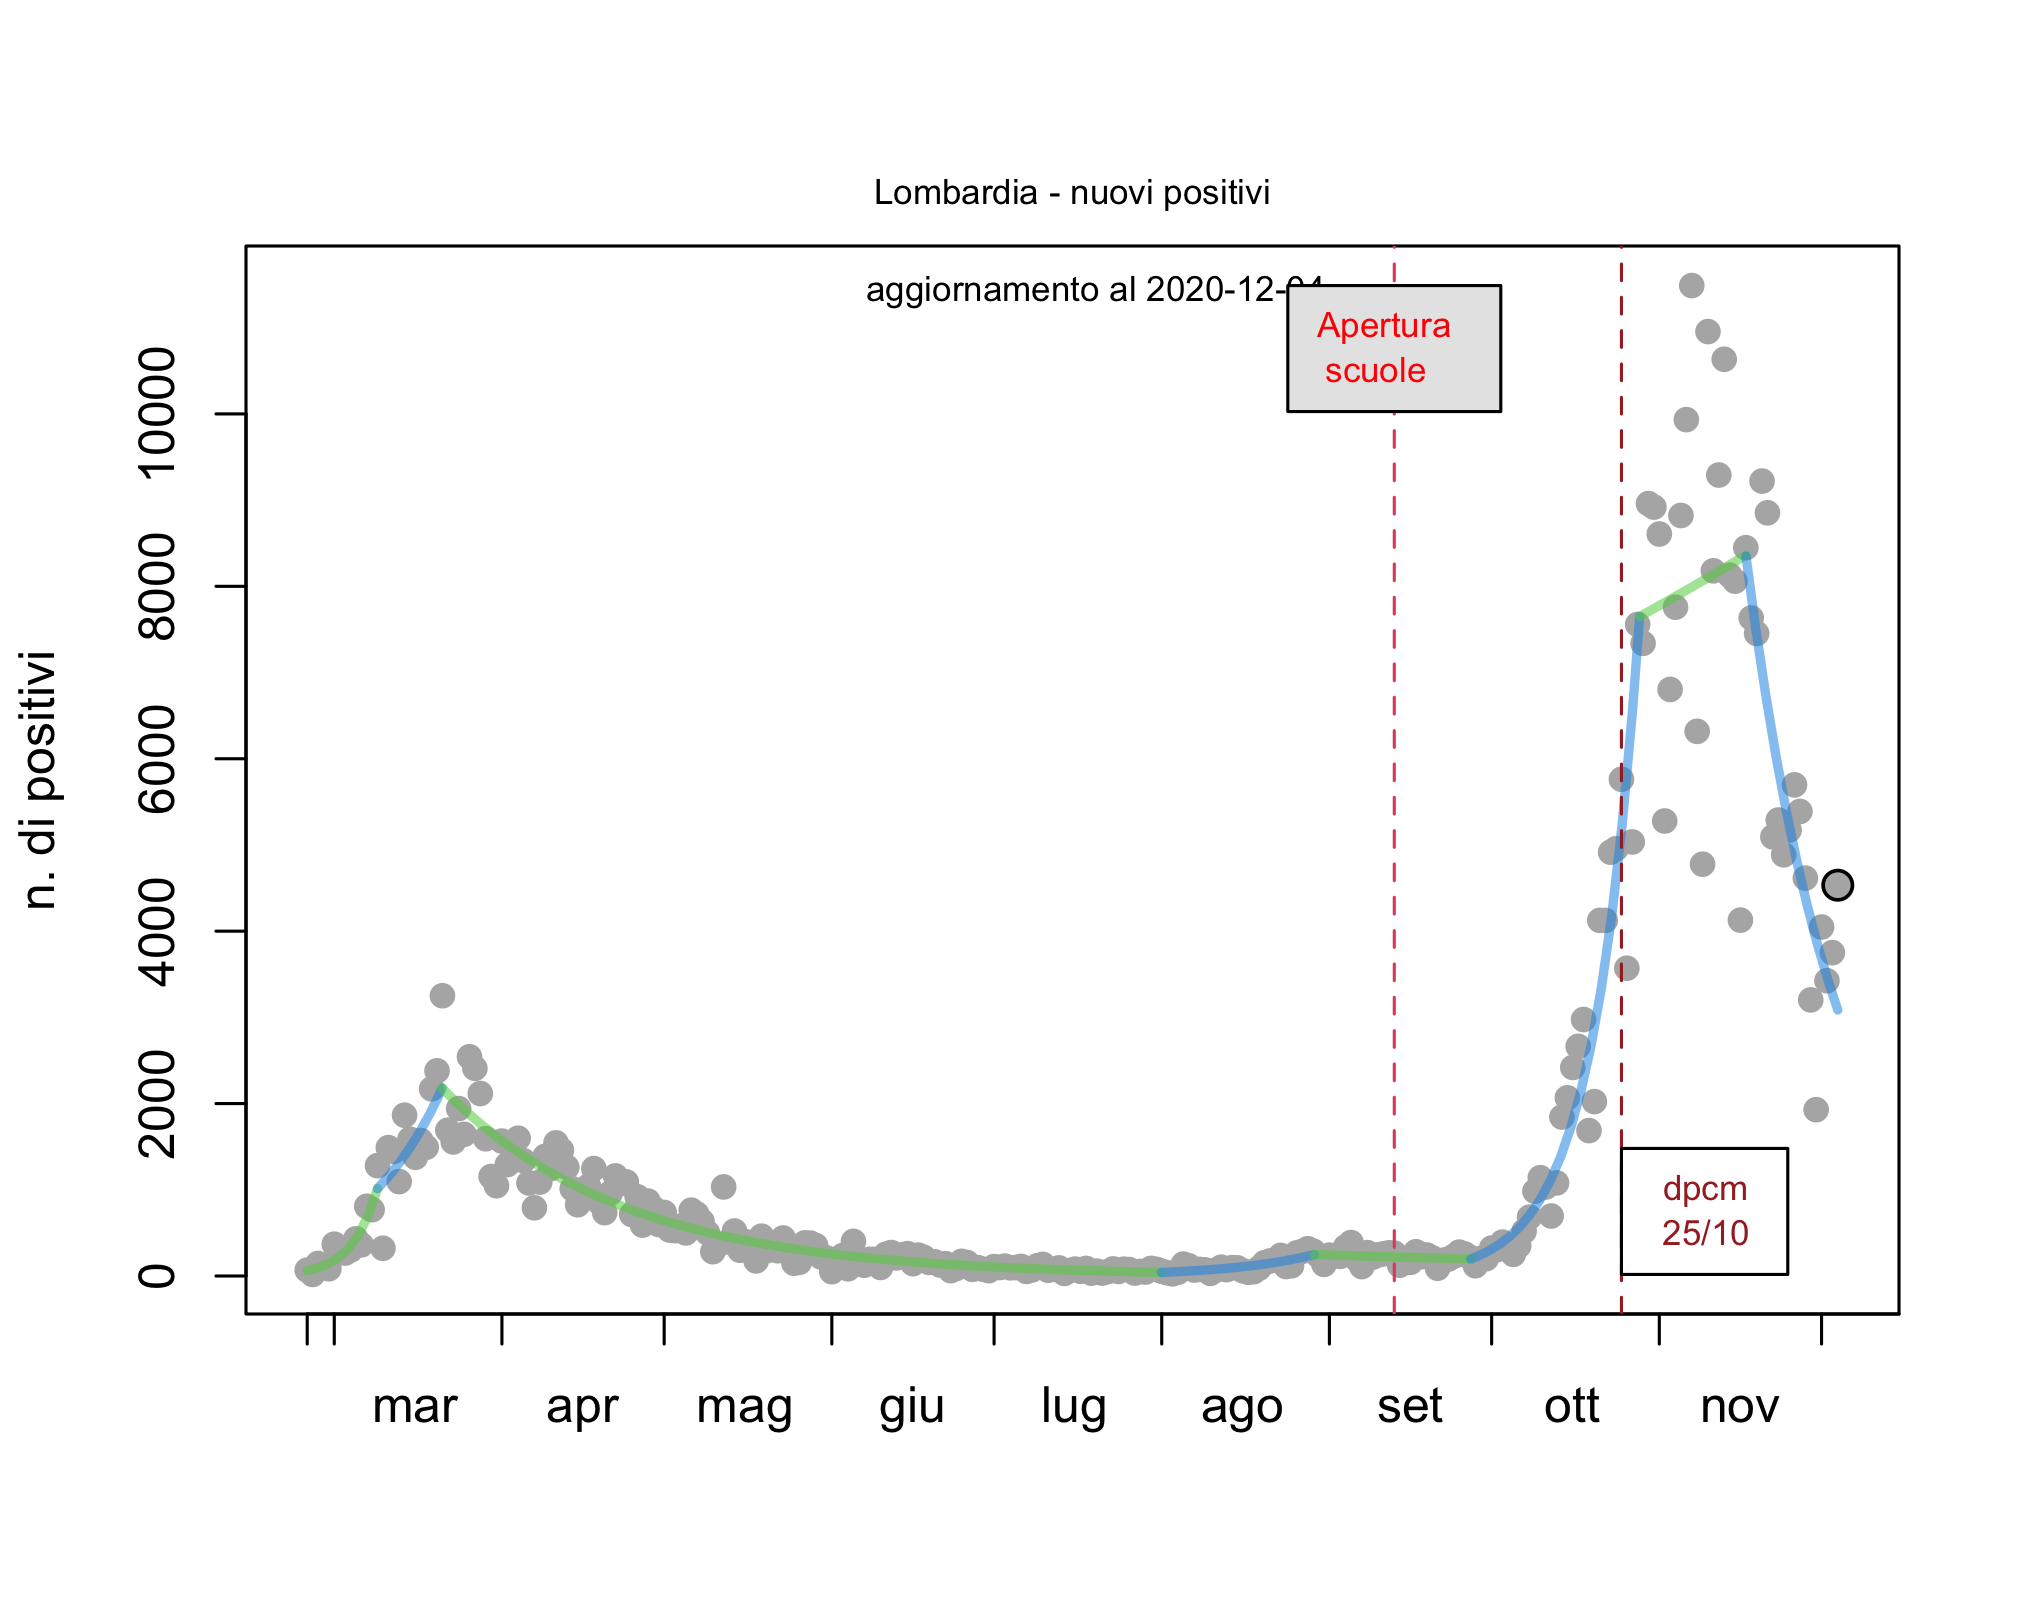 Lombardia - nuovi positivi
aggiornamento al 2020-12-04
Apertura
scuole
n. di positivi
10000
8000
6000
4000
2000
0
dpcm
25/10
mar apr mag giu lug ago set ott nov